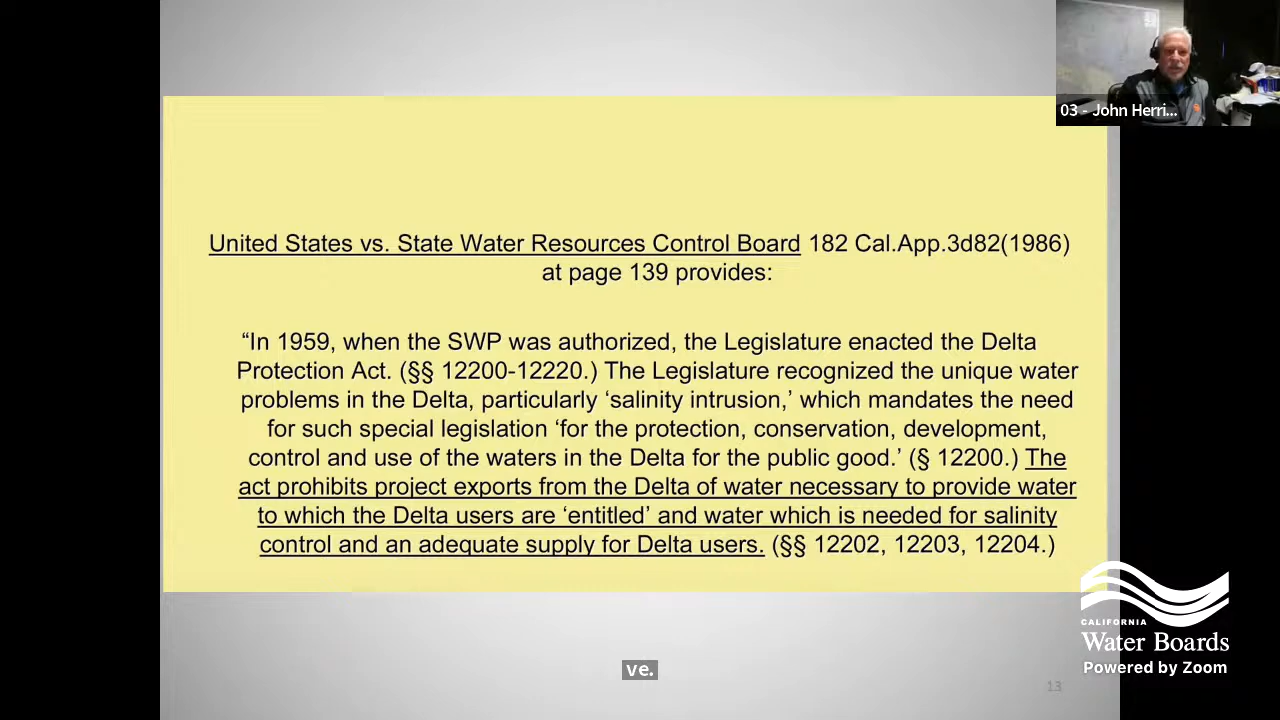 03 - John Herri...
United States vs. State Water Resources Control Board 182 Cal.App.3d82(1986)
at page 139 provides:
“In 1959, when the SWP was authorized, the Legislature enacted the Delta
Protection Act. (§§ 12200-12220.) The Legislature recognized the unique water
problems in the Delta, particularly ‘salinity intrusion,’ which mandates the need
for such special legislation ‘for the protection, conservation, development,
control and use of the waters in the Delta for the public good.’ (§ 12200.) The
act prohibits project exports from the Delta of water necessary to provide water
to which the Delta users are ‘entitled’ and water which is needed for salinity
control and an adequate supply for Delta users. (§§ 12202, 12203, 12204.)
CALIFORNIA
Water Boards
Powered by Zoom
ve.
13